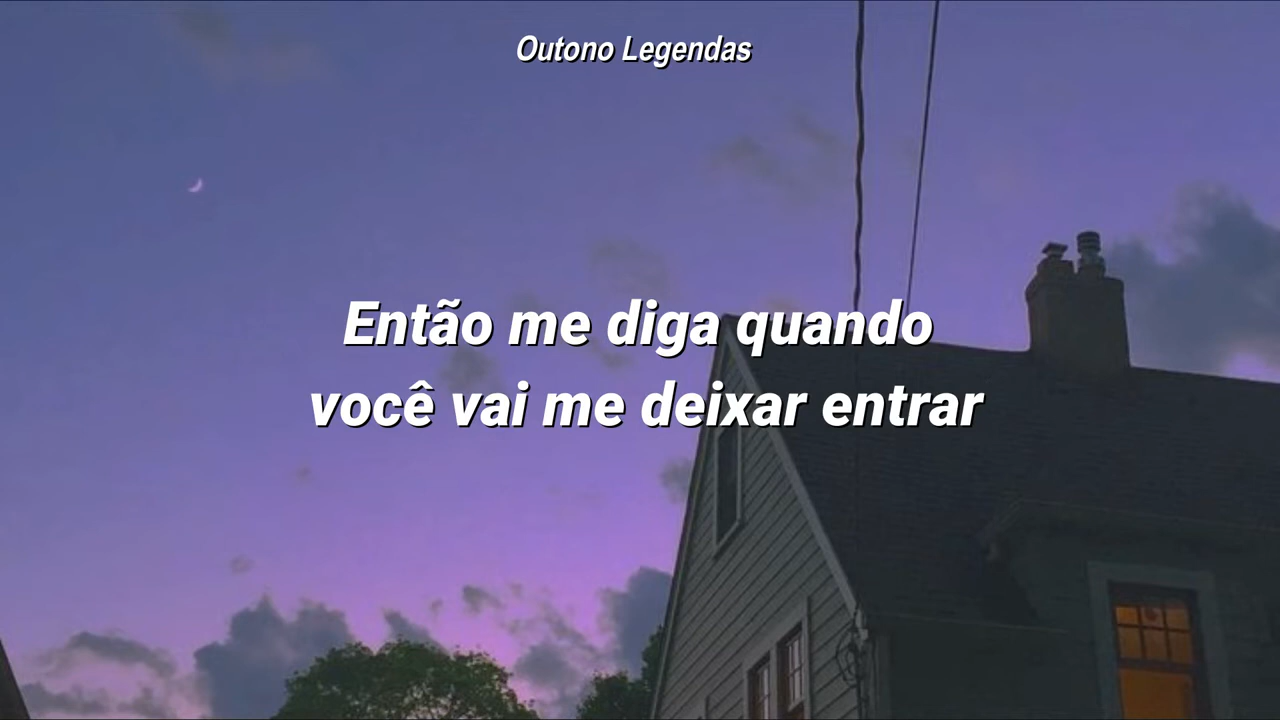 Outono Legendas
Então me diga quando
você vai me deixar entrar